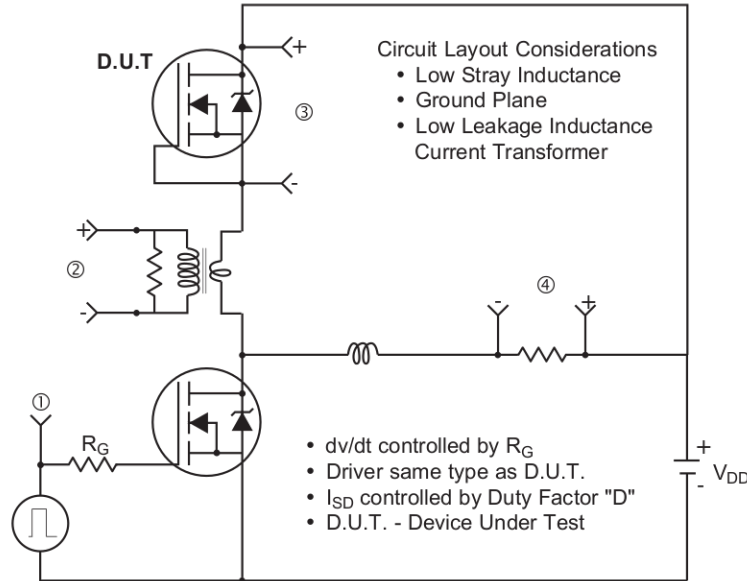 D.U.T
+
Circuit Layout Considerations
• Low Stray Inductance
• Ground Plane
• Low Leakage Inductance
Current Transformer
③
-
+
②
-
④
-
+
①
R_G
• dv/dt controlled by R_G
• Driver same type as D.U.T.
• I_SD controlled by Duty Factor "D"
• D.U.T. - Device Under Test
+
V_DD
-